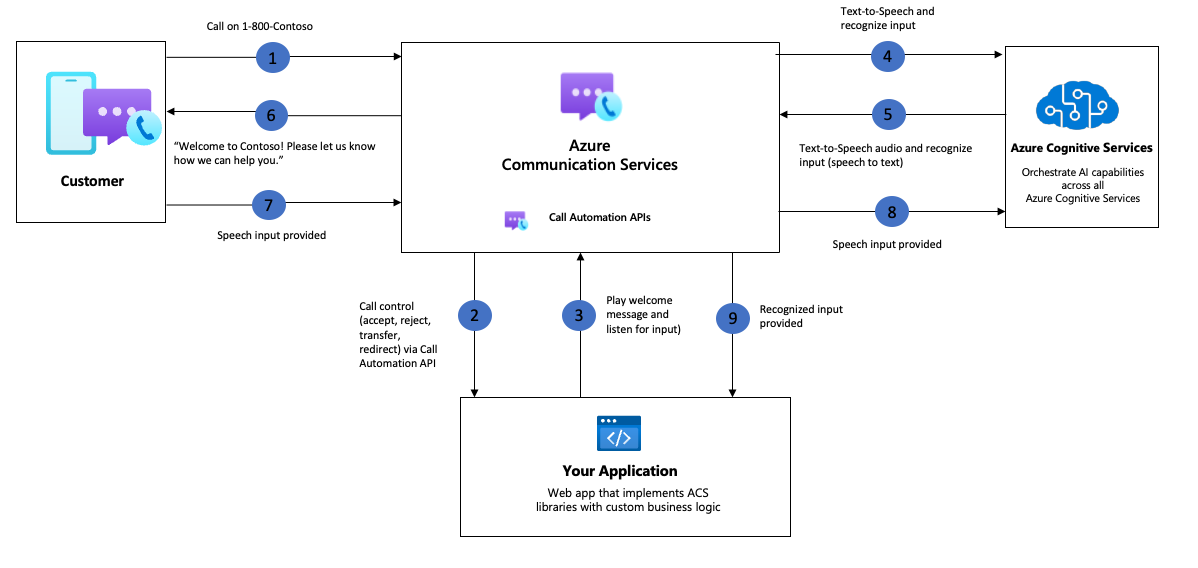 Call on 1-800-Contoso
1
Customer
6
“Welcome to Contoso! Please let us know
how we can help you.”
7
Speech input provided
Azure
Communication Services
Call Automation APIs
Text-to-Speech and
recognize input
4
5
Text-to-Speech audio and recognize
input (speech to text)
8
Speech input provided
Azure Cognitive Services
Orchestrate AI capabilities
across all
Azure Cognitive Services
Call control
(accept, reject,
transfer,
redirect) via Call
Automation API
2
3
Play welcome
message and
listen for input)
9
Recognized input
provided
</>
Your Application
Web app that implements ACS
libraries with custom business logic